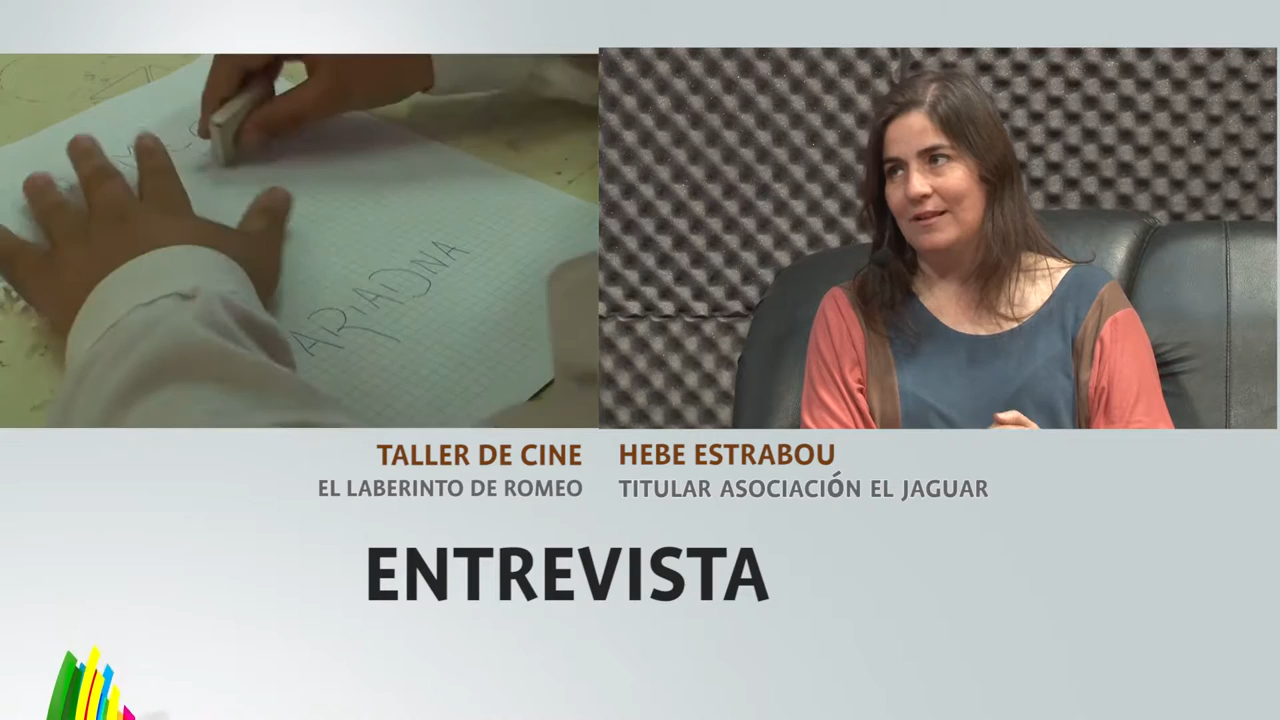 ARIADNA
TALLER DE CINE
EL LABERINTO DE ROMEO
HEBE ESTRABOU
TITULAR ASOCIACIÓN EL JAGUAR
ENTREVISTA